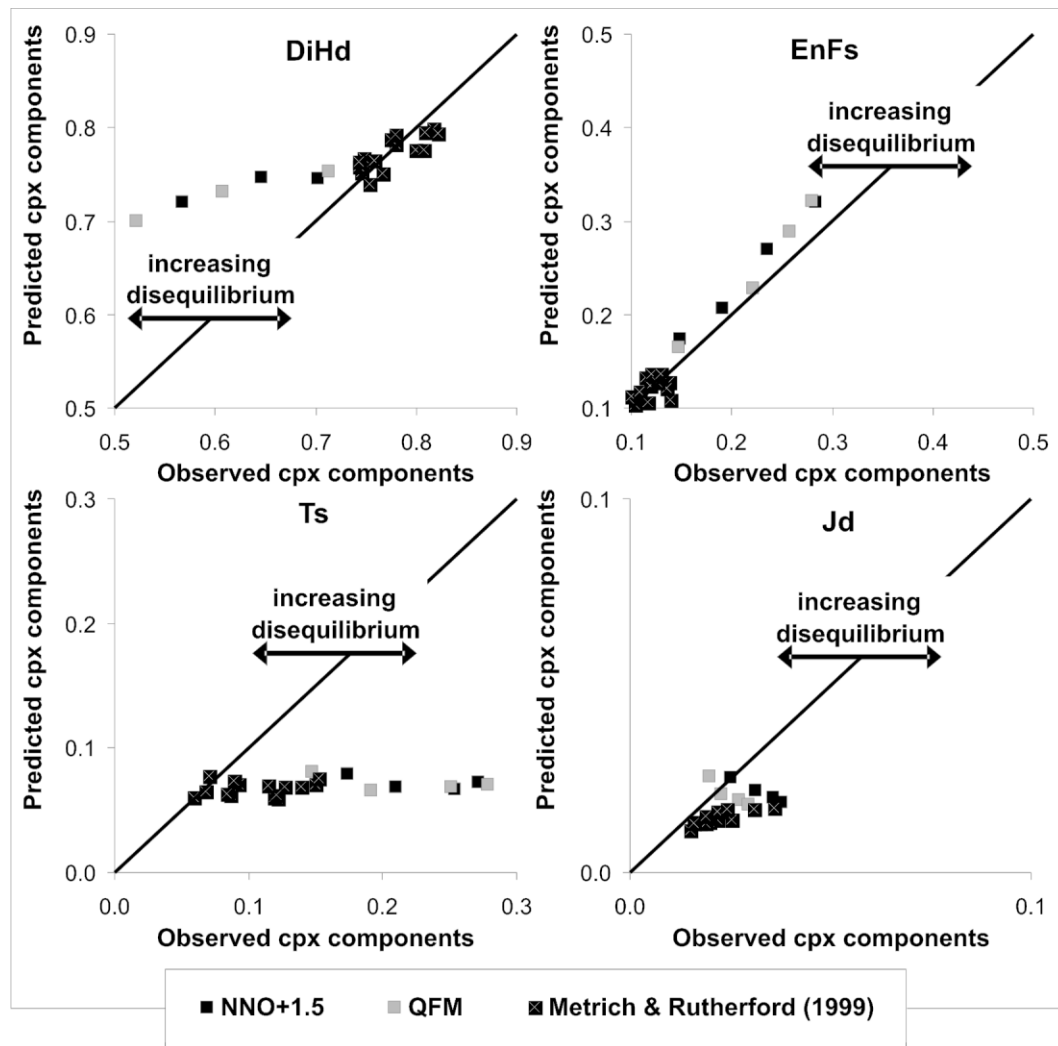 DiHd
Predicted cpx components
0.9
0.8
0.7
0.6
0.5
increasing
disequilibrium
0.5 0.6 0.7 0.8 0.9
Observed cpx components
EnFs
Predicted cpx components
0.5
0.4
0.3
0.2
0.1
increasing
disequilibrium
0.1 0.2 0.3 0.4 0.5
Observed cpx components
Ts
Predicted cpx components
0.3
0.2
0.1
0.0
increasing
disequilibrium
0.0 0.1 0.2 0.3
Observed cpx components
Jd
Predicted cpx components
0.1
0.0
increasing
disequilibrium
0.0 0.1
Observed cpx components
NNO+1.5 QFM Metrich & Rutherford (1999)